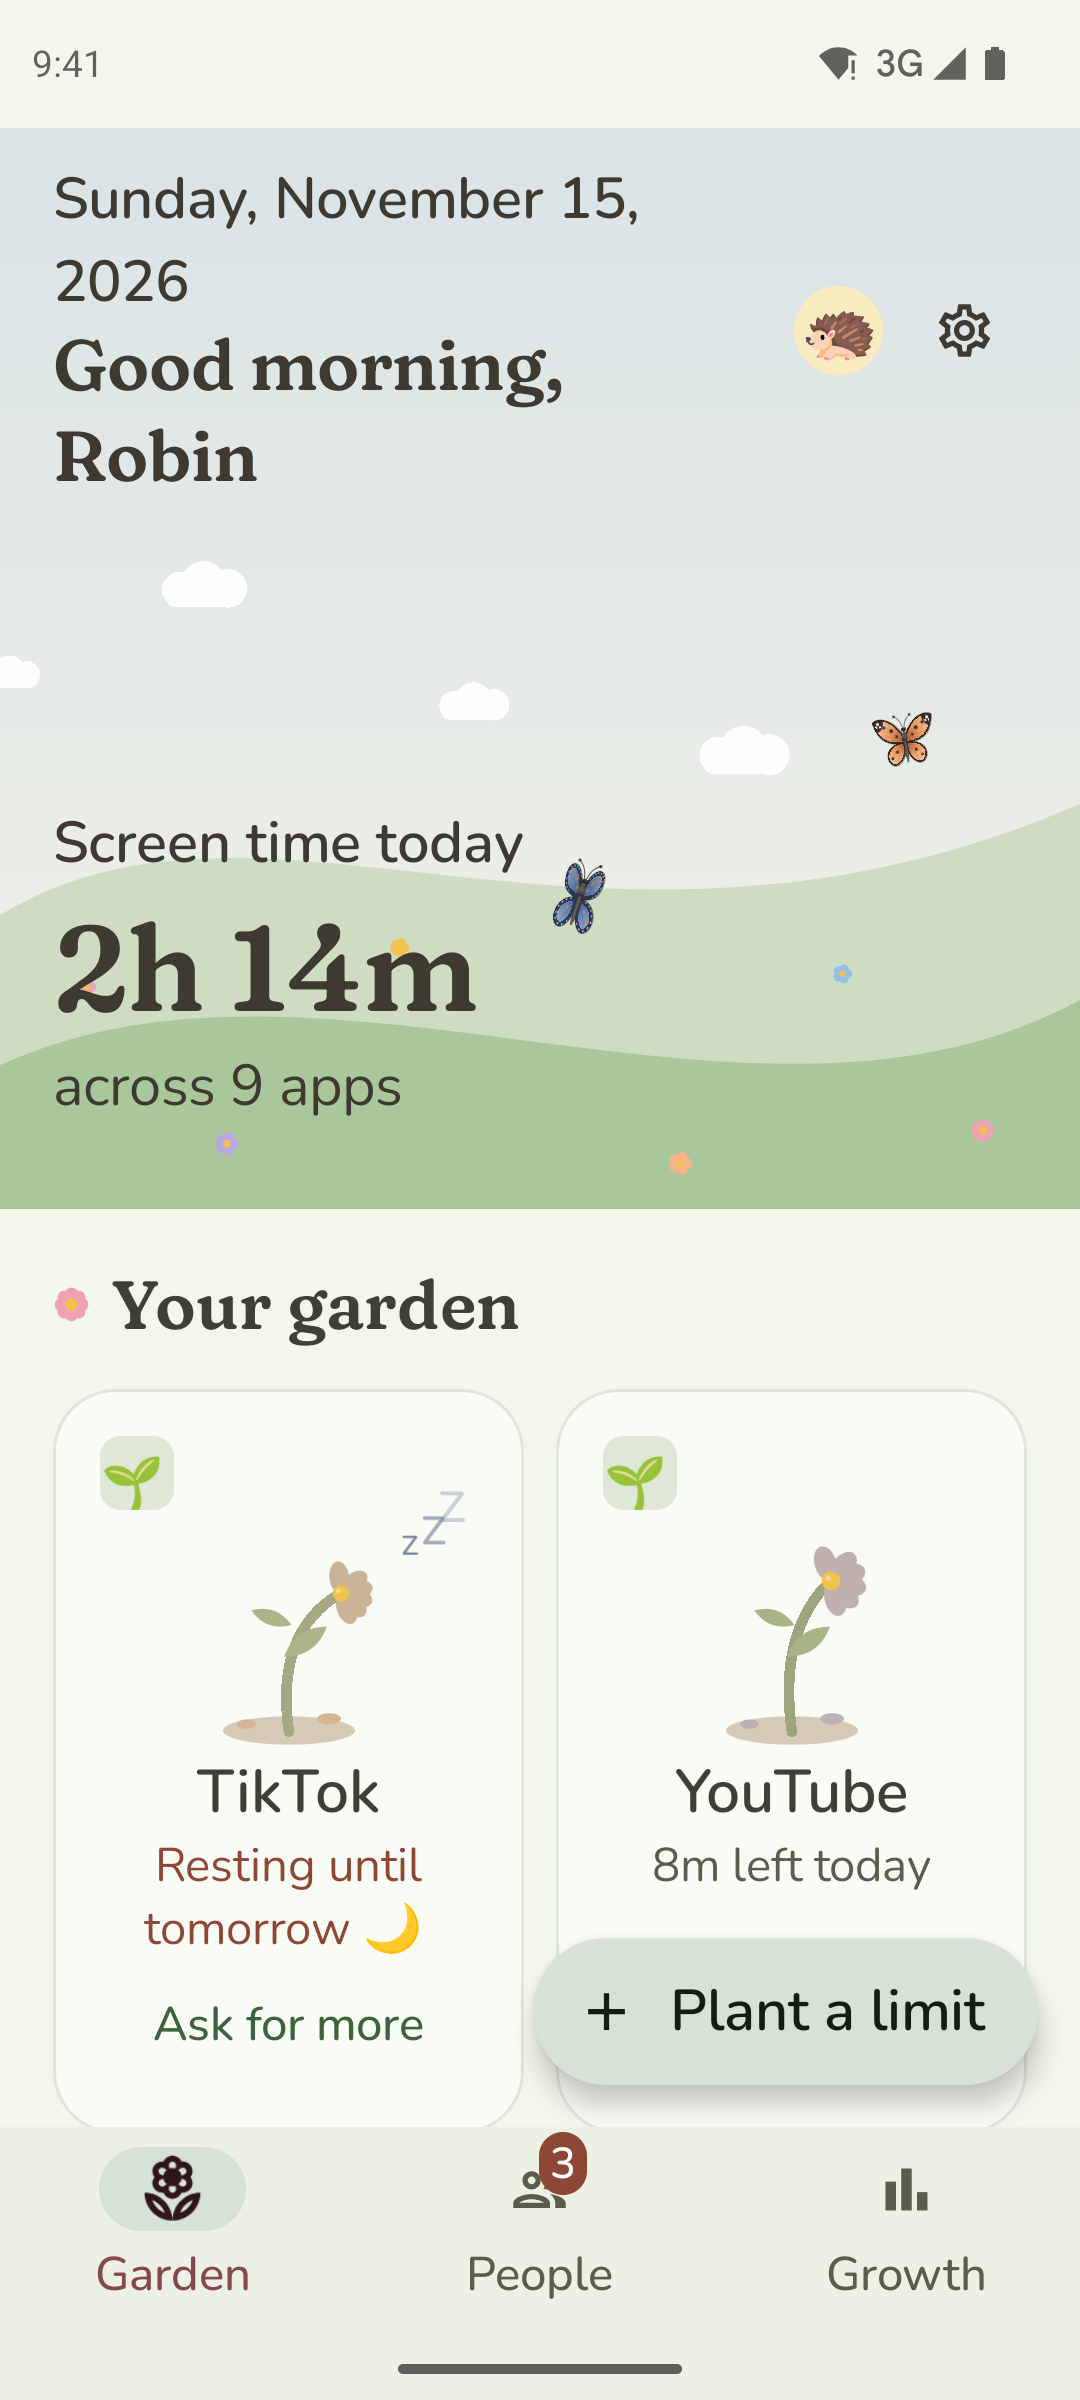 9:41
3G
Sunday, November 15,
2026
Good morning,
Robin
Screen time today
2h 14m
across 9 apps
Your garden
z Z Z
TikTok
Resting until
tomorrow 🌙
Ask for more
YouTube
8m left today
+ Plant a limit
3
Garden
People
Growth